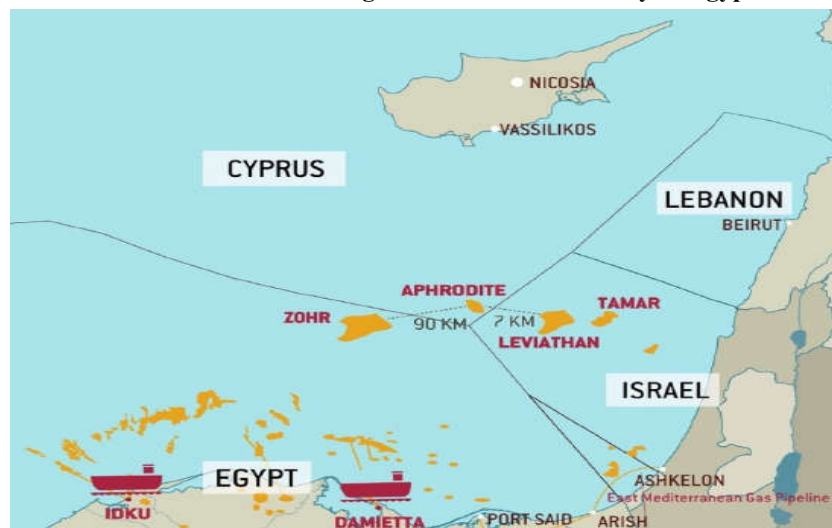 NICOSIA
VASSILIKOS
CYPRUS
LEBANON
BEIRUT
APHRODITE
ZOHR
TAMAR
90 KM
7 KM
LEVIATHAN
ISRAEL
EGYPT
ASHKELON
East Mediterranean Gas Pipeline
IDKU
DAMIETTA
PORT SAID
ARISH